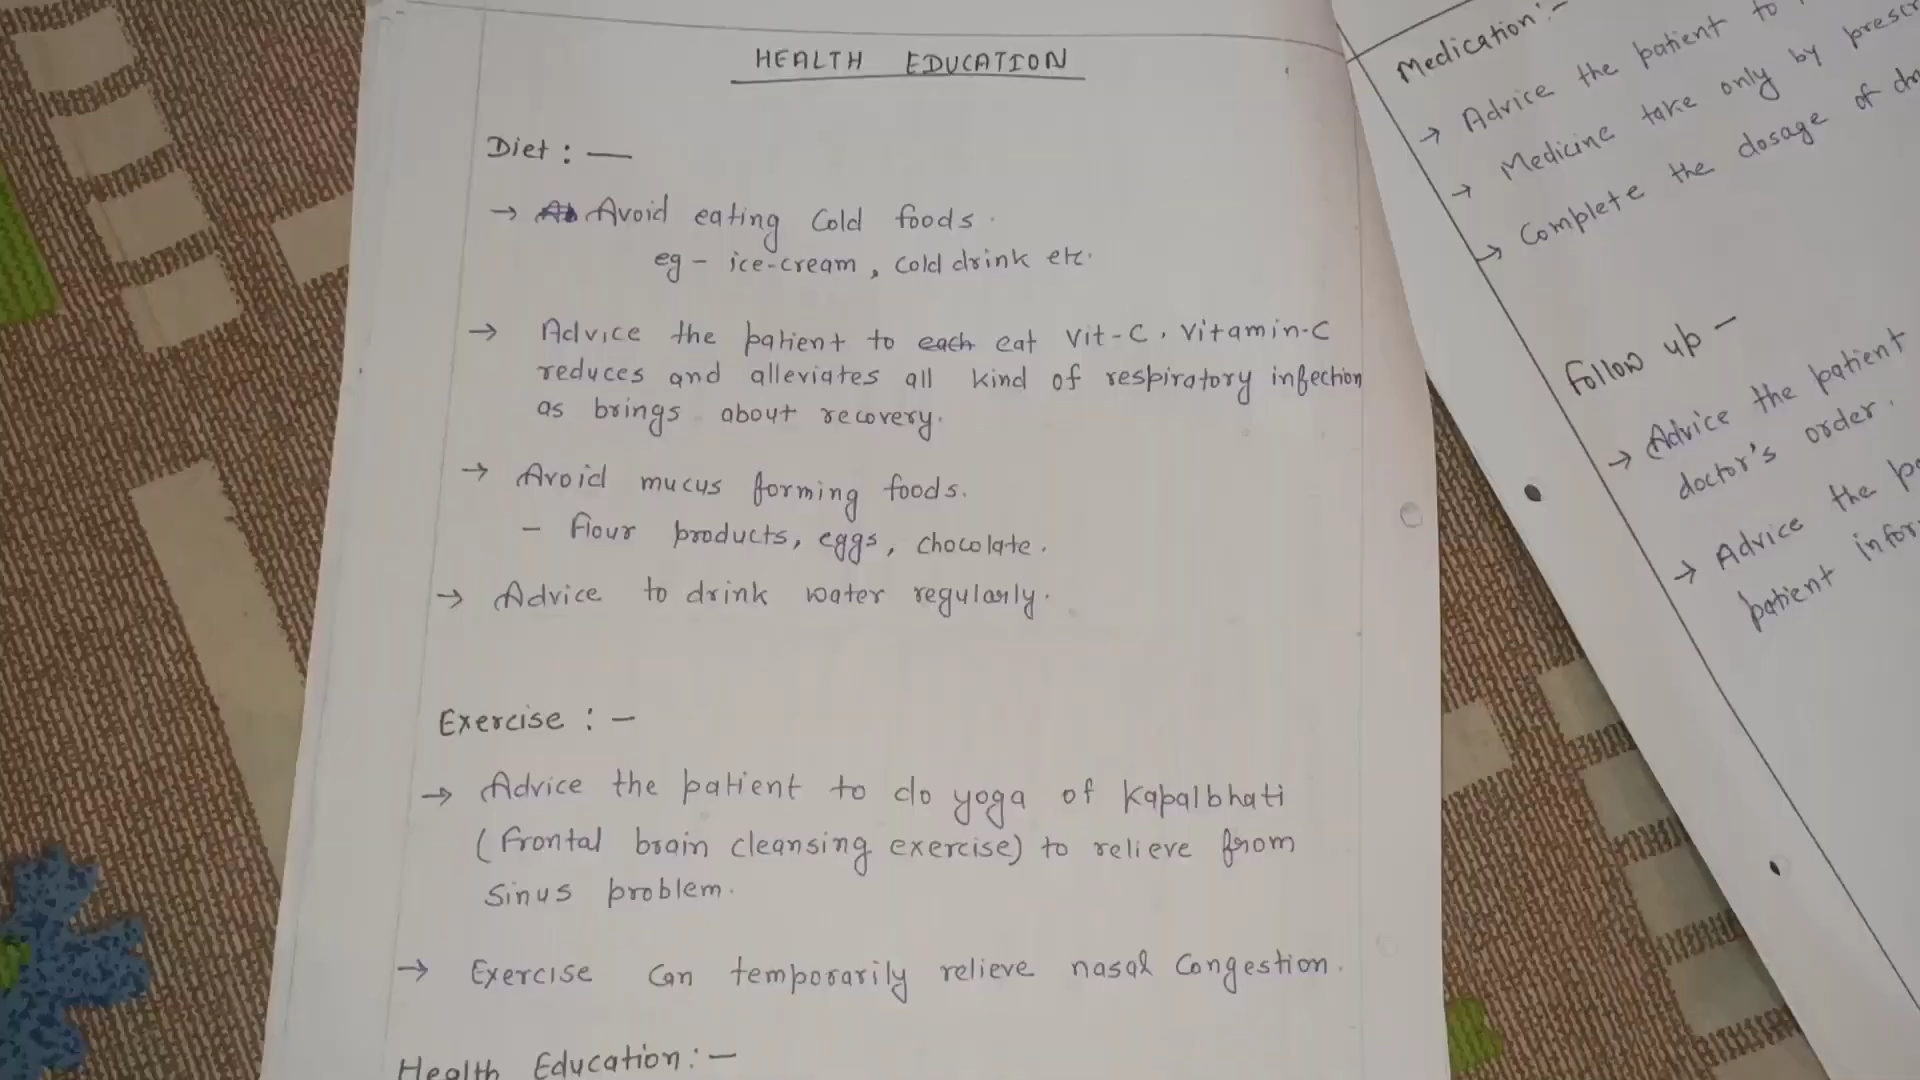 HEALTH EDUCATION
Diet : —
→ Avoid eating Cold foods.
eg - ice-cream, Cold drink etc.
→ Advice the patient to each eat Vit-C. Vitamin-C
reduces and alleviates all kind of respiratory infection
as brings about recovery.
→ Avoid mucus forming foods.
- Flour products, eggs, chocolate.
→ Advice to drink water regularly.
Exercise : —
→ Advice the patient to do yoga of Kapalbhati
(Frontal brain cleansing exercise) to relieve from
Sinus problem.
→ Exercise Can temporarily relieve nasal Congestion.
Health Education : —
Medication : -
→ Advice the patient to
→ Medicine take only by
→ Complete the dosage of
Follow up —
→ Advice the patient
doctor's order.
→ Advice the
patient